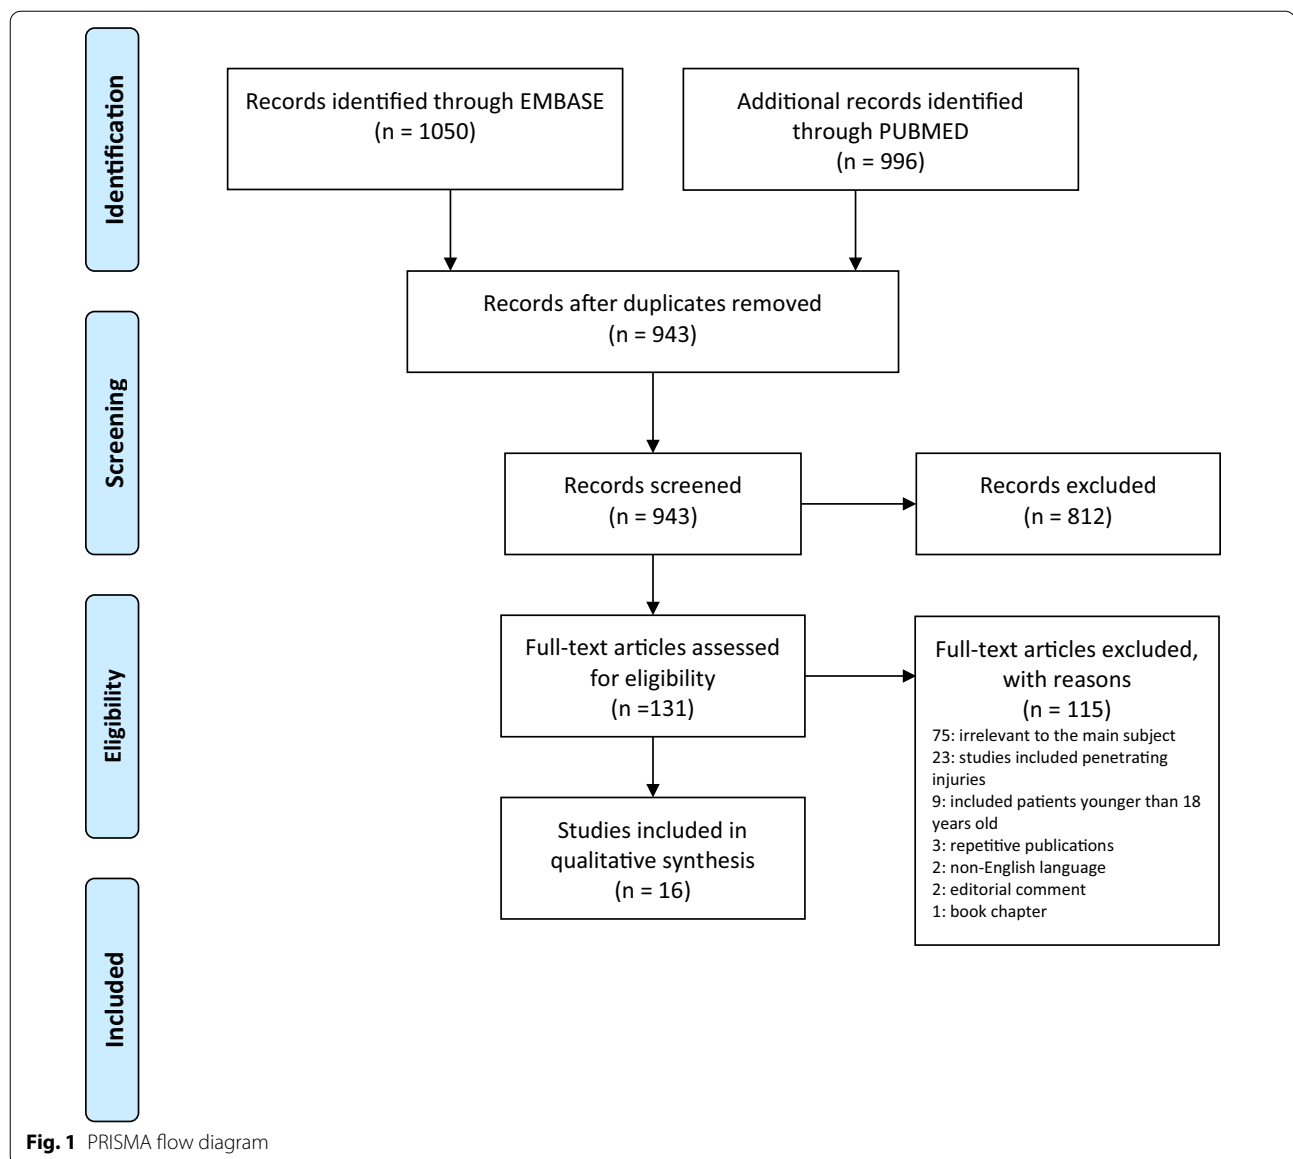 Identification
Records identified through EMBASE
(n = 1050)
Additional records identified
through PUBMED
(n = 996)
Records after duplicates removed
(n = 943)
Screening
Records screened
(n = 943)
Records excluded
(n = 812)
Eligibility
Full-text articles assessed
for eligibility
(n =131)
Full-text articles excluded,
with reasons
(n = 115)
75: irrelevant to the main subject
23: studies included penetrating
injuries
9: included patients younger than 18
years old
3: repetitive publications
2: non-English language
2: editorial comment
1: book chapter
Studies included in
qualitative synthesis
(n = 16)
Included
Fig. 1 PRISMA flow diagram